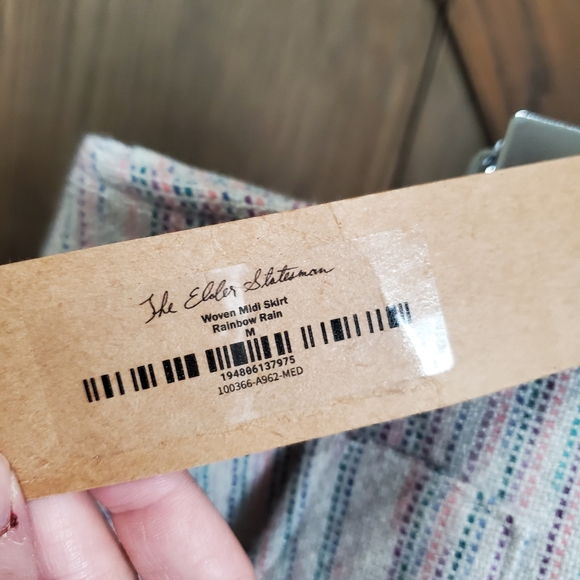 The Elder Statesman
Woven Midi Skirt
Rainbow Rain
M
194806137975
100366-A962-MED